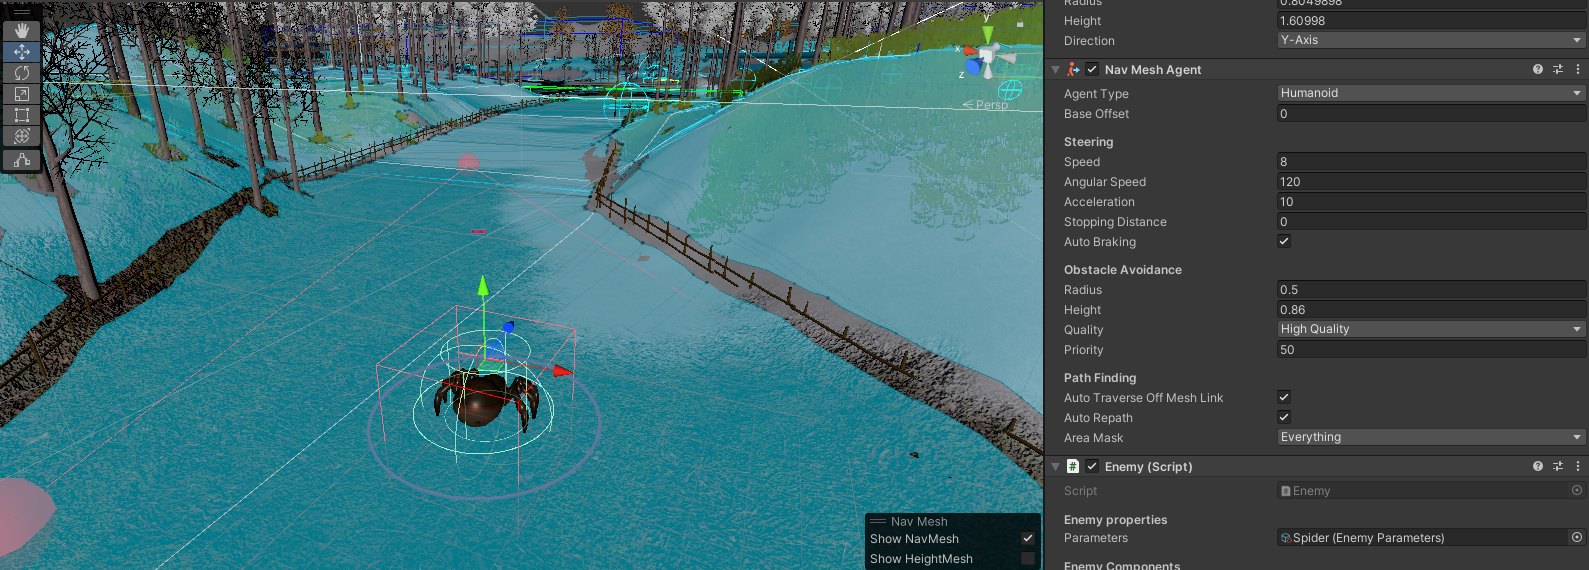 Radius 0.8049898
Height 1.60998
Direction Y-Axis
Nav Mesh Agent
Agent Type Humanoid
Base Offset 0
Steering
Speed 8
Angular Speed 120
Acceleration 10
Stopping Distance 0
Auto Braking
Obstacle Avoidance
Radius 0.5
Height 0.86
Quality High Quality
Priority 50
Path Finding
Auto Traverse Off Mesh Link
Auto Repath
Area Mask Everything
# Enemy (Script)
Script Enemy
Enemy properties
Parameters Spider (Enemy Parameters)
Enemy Components
y
x
z
Persp
Nav Mesh
Show NavMesh
Show HeightMesh